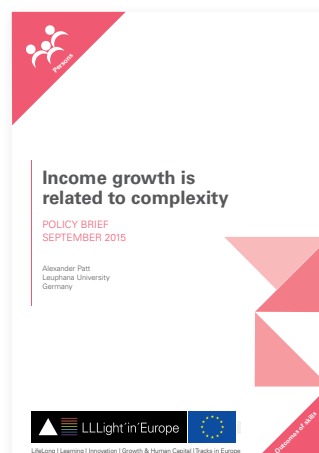 Persons
Income growth is
related to complexity
POLICY BRIEF
SEPTEMBER 2015
Alexander Patt
Leuphana University
Germany
LLLight'in'Europe
LifeLong I Learning I Innovation I Growth & Human Capital I Tracks in Europe
Outcomes of skills